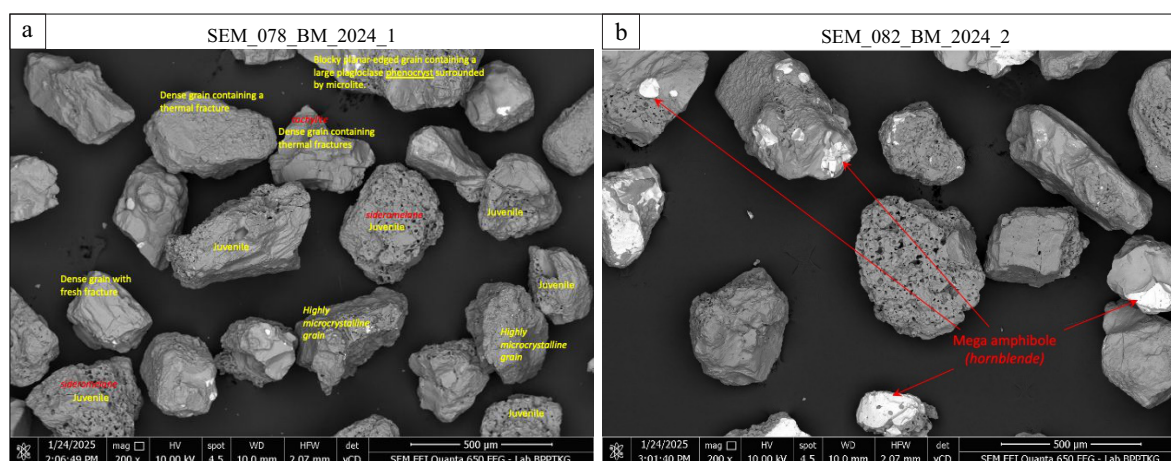 a
SEM_078_BM_2024_1
Blocky planar-edged grain containing a
large plagioclase phenocryst surrounded
by microlite.
Dense grain containing a
thermal fracture
tachylite
Dense grain containing
thermal fractures
sideromelane
Juvenile
Juvenile
Juvenile
Juvenile
Dense grain with
fresh fracture
Highly
microcrystalline
grain
Highly
microcrystalline
grain
sideromelane
Juvenile
Juvenile
1/24/2025
2:06:49 PM
mag
200 x
HV
10.00 kV
spot
4.5
WD
10.0 mm
HFW
2.07 mm
det
vCD
500 µm
SEM FEI Quanta 650 FEG - Lab BPPTKG
b
SEM_082_BM_2024_2
Mega amphibole
(hornblende)
1/24/2025
3:01:40 PM
mag
200 x
HV
10.00 kV
spot
4.5
WD
10.0 mm
HFW
2.07 mm
det
vCD
500 µm
SEM FEI Quanta 650 FEG - Lab BPPTKG